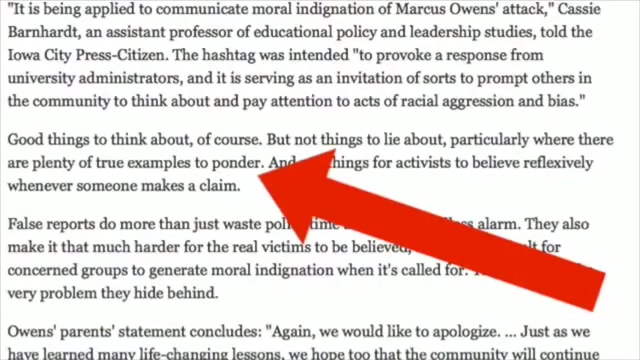 "It is being applied to communicate moral indignation of Marcus Owens' attack," Cassie
Barnhardt, an assistant professor of educational policy and leadership studies, told the
Iowa City Press-Citizen. The hashtag was intended "to provoke a response from
university administrators, and it is serving as an invitation of sorts to prompt others in
the community to think about and pay attention to acts of racial aggression and bias."
Good things to think about, of course. But not things to lie about, particularly where there
are plenty of true examples to ponder. And things for activists to believe reflexively
whenever someone makes a claim.
False reports do more than just waste time alarm. They also
make it that much harder for the real victims to be believed, for
concerned groups to generate moral indignation when it's called for.
very problem they hide behind.
Owens' parents' statement concludes: "Again, we would like to apologize. ... Just as we
have learned many life-changing lessons, we hope too that the community will continue